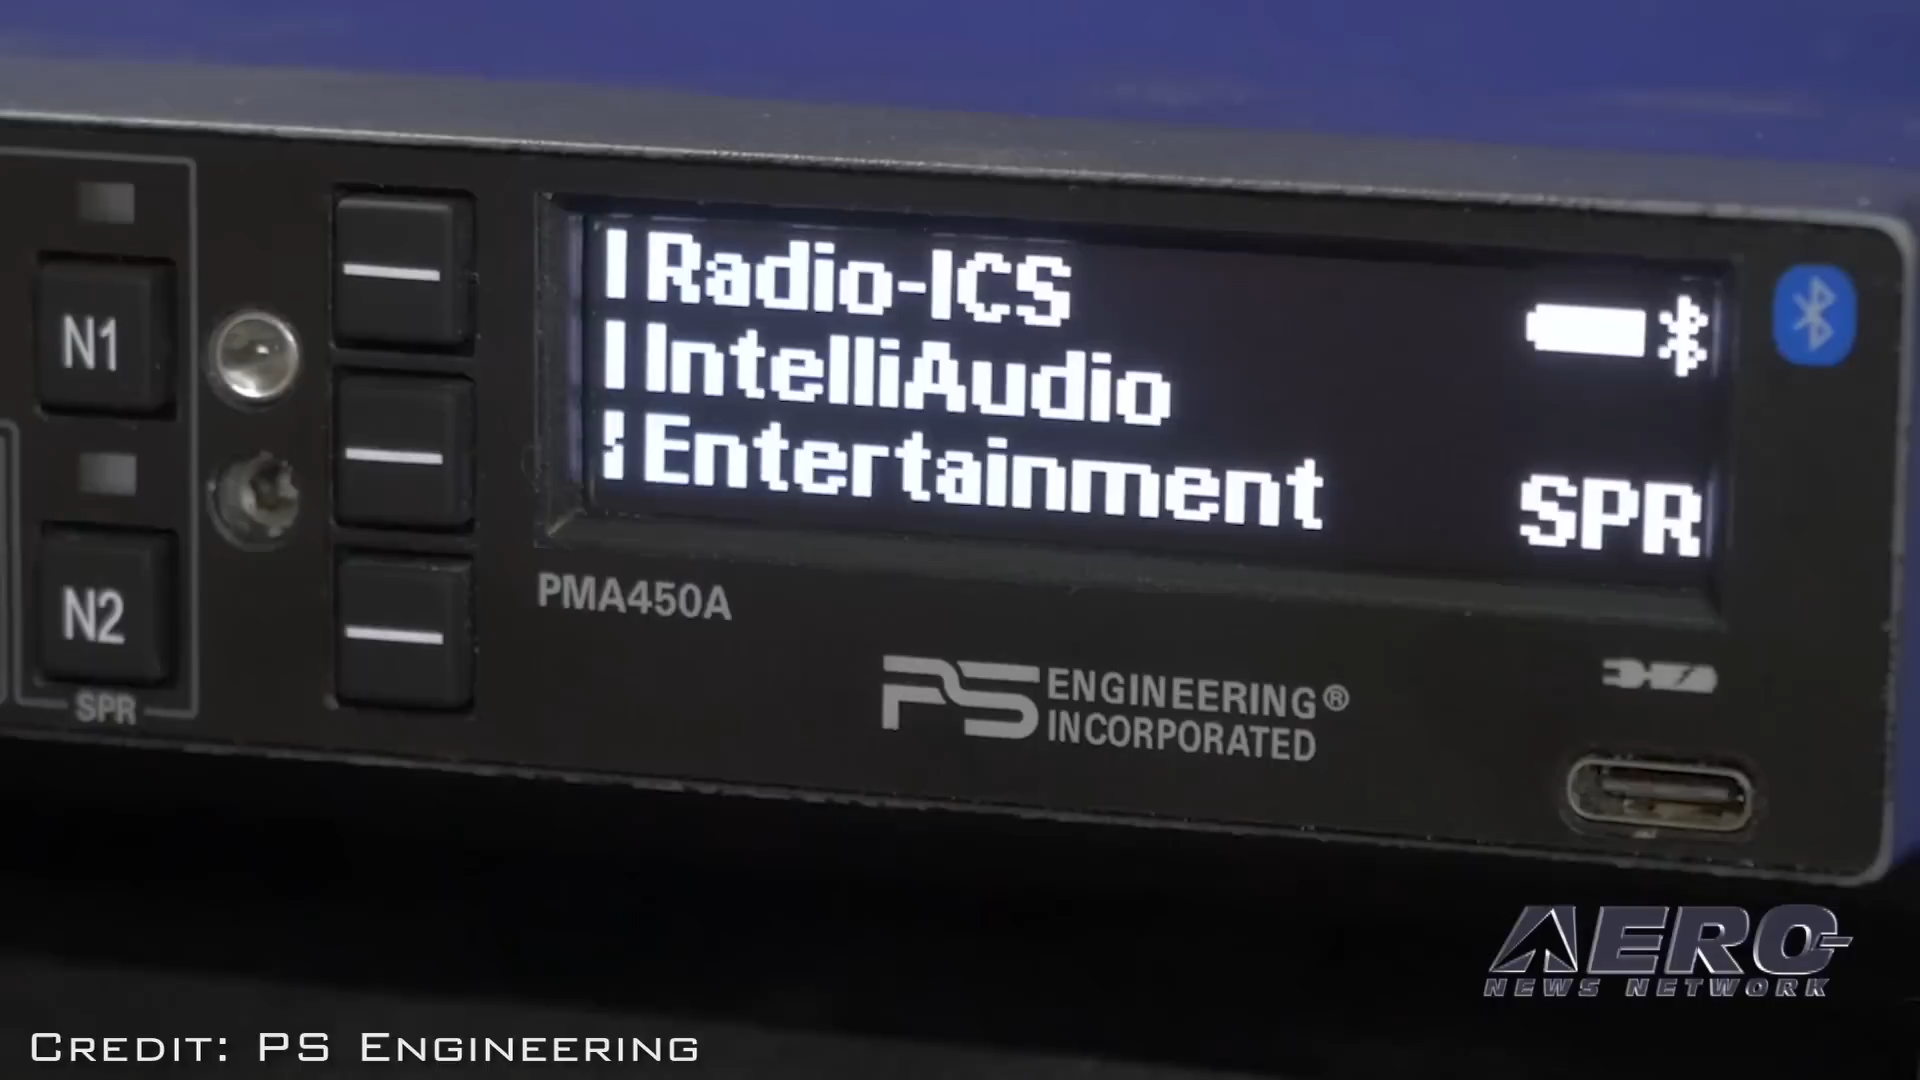 N1
N2
SPR
Radio-ICS
IntelliAudio
Entertainment
SPR
PMA450A
PS ENGINEERING®
INCORPORATED
AERO
NEWS NETWORK
CREDIT: PS ENGINEERING